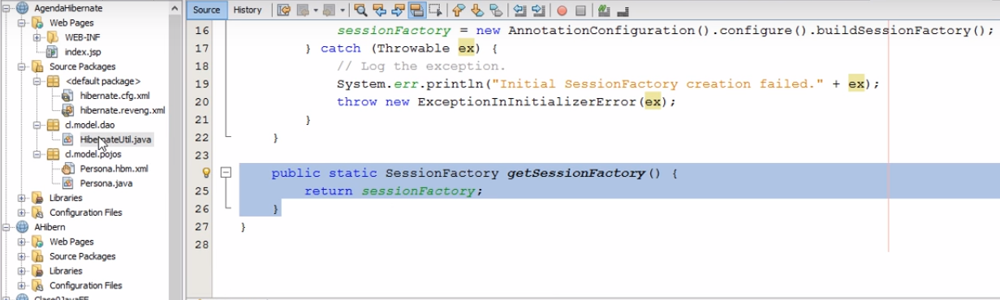 AgendaHibernate
Web Pages
WEB-INF
index.jsp
Source Packages
<default package>
hibernate.cfg.xml
hibernate.reveng.xml
cl.model.dao
HibernateUtil.java
cl.model.pojos
Persona.hbm.xml
Persona.java
Libraries
Configuration Files
AHibern
Web Pages
Source Packages
Libraries
Configuration Files
Clase0JavaEE
Source History
16 sessionFactory = new AnnotationConfiguration().configure().buildSessionFactory();
17 } catch (Throwable ex) {
18 // Log the exception.
19 System.err.println("Initial SessionFactory creation failed." + ex);
20 throw new ExceptionInInitializerError(ex);
21 }
22 }
23
public static SessionFactory getSessionFactory() {
25 return sessionFactory;
26 }
27 }
28